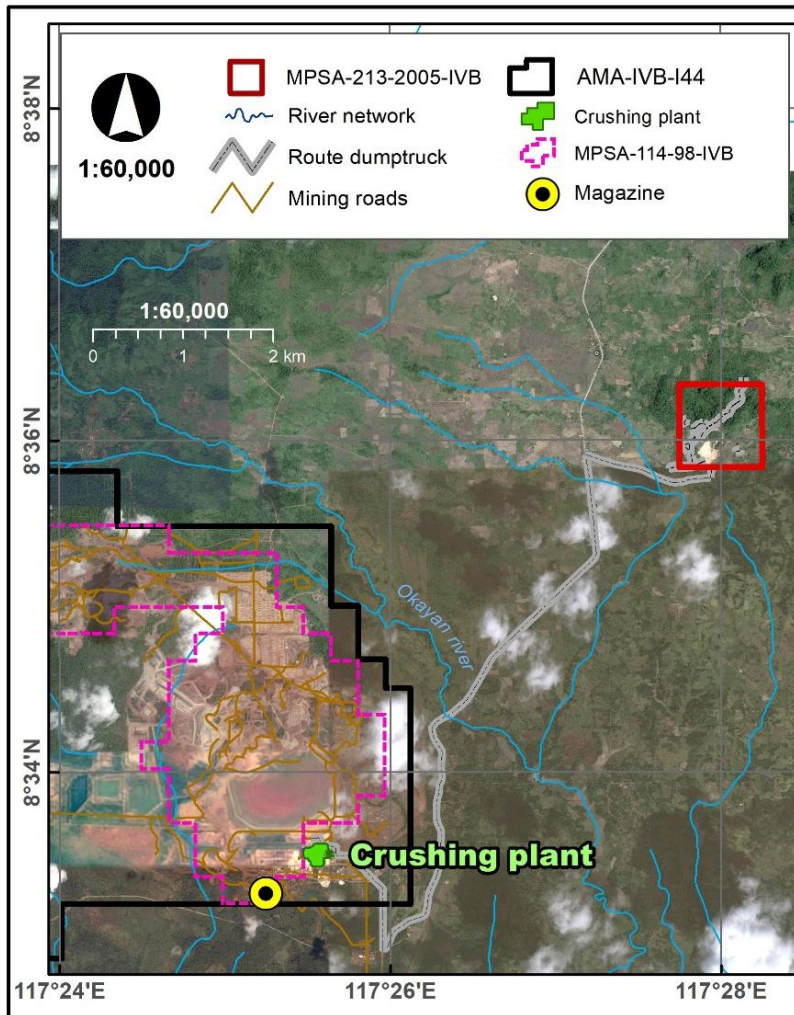 MPSA-213-2005-IVB
River network
Route dumptruck
Mining roads
AMA-IVB-I44
Crushing plant
MPSA-114-98-IVB
Magazine
1:60,000
1:60,000
0 1 2 km
8°38'N
8°36'N
8°34'N
Okayan river
Crushing plant
117°24'E 117°26'E 117°28'E